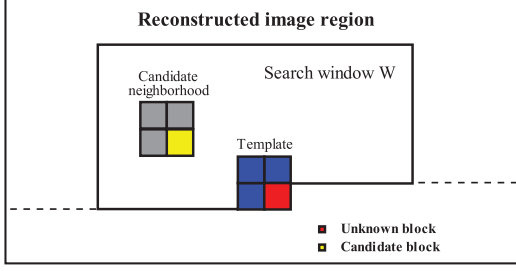 Reconstructed image region
Search window W
Candidate
neighborhood
Template
Unknown block
Candidate block